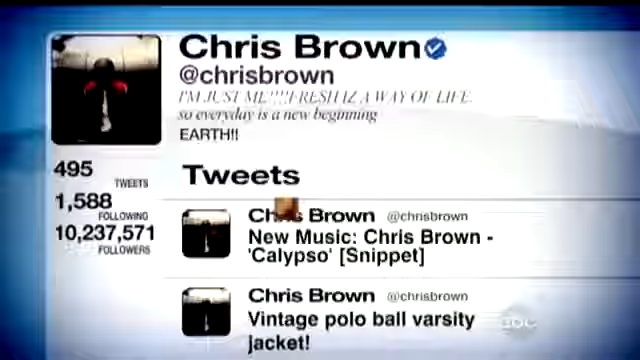 Chris Brown
@chrisbrown
I'M JUST ME!!!!FRESH IZ A WAY OF LIFE.
so everyday is a new beginning
EARTH!!
495
TWEETS
1,588
FOLLOWING
10,237,571
FOLLOWERS
Tweets
Chris Brown @chrisbrown
New Music: Chris Brown -
'Calypso' [Snippet]
Chris Brown @chrisbrown
Vintage polo ball varsity
jacket!
abc